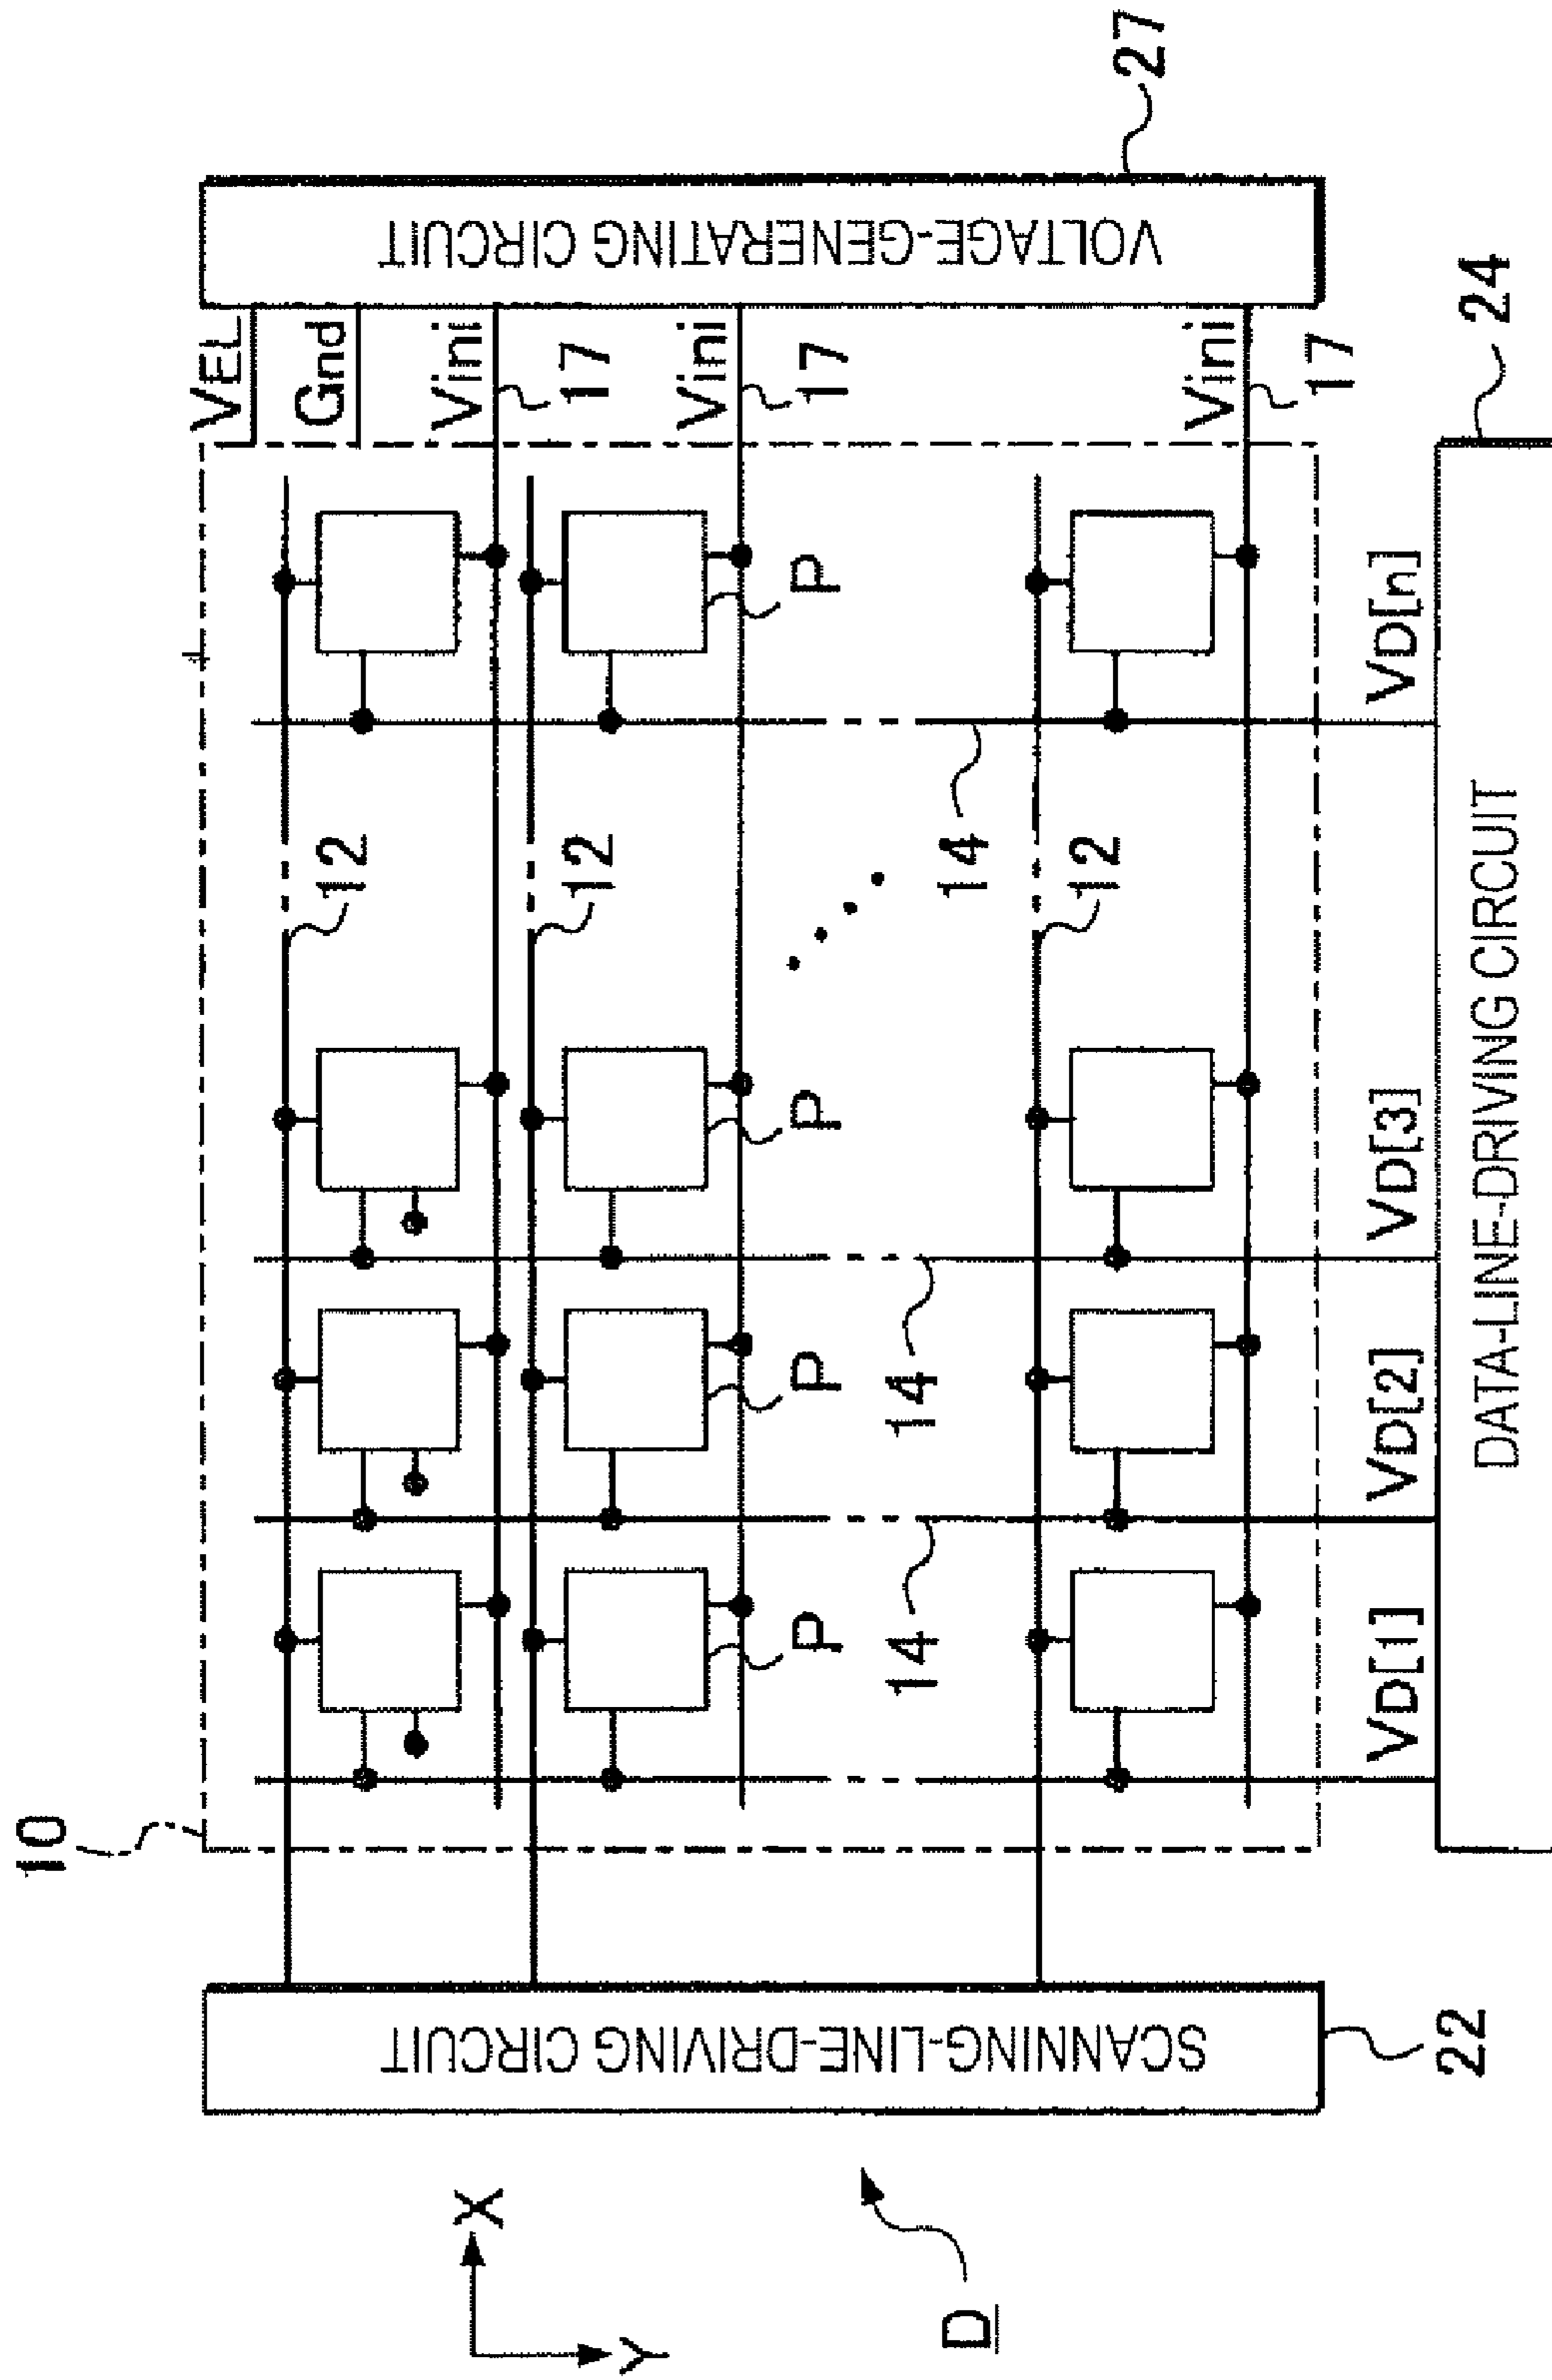 10
VEL
Gnd
Vini
17
12
SCANNING-LINE-DRIVING CIRCUIT
VOLTAGE-GENERATING CIRCUIT
27
12
Vini
17
P
P
P
P
X
Y
14
14
14
12
Vini
17
D
22
VD[1]
VD[2]
VD[3]
VD[n]
24
DATA-LINE-DRIVING CIRCUIT